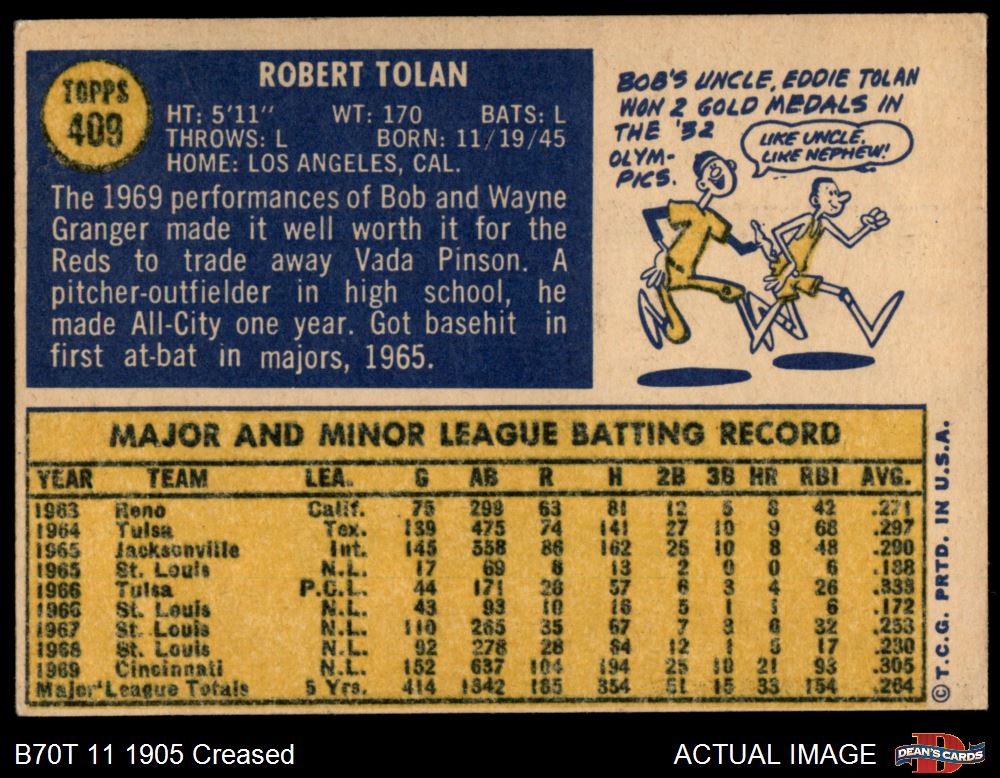 TOPPS
409
ROBERT TOLAN
HT: 5'11" WT: 170 BATS: L
THROWS: L BORN: 11/19/45
HOME: LOS ANGELES, CAL.
The 1969 performances of Bob and Wayne
Granger made it well worth it for the
Reds to trade away Vada Pinson. A
pitcher-outfielder in high school, he
made All-City one year. Got basehit in
first at-bat in majors, 1965.
BOB'S UNCLE, EDDIE TOLAN
WON 2 GOLD MEDALS IN
THE '32
OLYM-
PICS.
LIKE UNCLE,
LIKE NEPHEW!
MAJOR AND MINOR LEAGUE BATTING RECORD
YEAR TEAM LEA. G AB R H 2B 3B HR RBI AVG.
1963 Reno Calif. 75 299 63 81 12 5 8 42 .271
1964 Tulsa Tex. 139 475 74 141 27 10 9 68 .297
1965 Jacksonville Int. 145 558 86 162 25 10 8 48 .290
1965 St. Louis N.L. 17 69 8 13 2 0 0 6 .188
1966 Tulsa P.C.L. 44 171 28 57 6 3 4 26 .333
1966 St. Louis N.L. 43 93 10 16 5 1 1 6 .172
1967 St. Louis N.L. 110 265 35 67 7 3 6 32 .253
1968 St. Louis N.L. 92 278 28 64 12 1 5 17 .230
1969 Cincinnati N.L. 152 637 104 194 25 10 21 93 .305
Major League Totals 5 Yrs. 414 1342 185 354 51 15 33 154 .264
© T.C.G. PRTD. IN U.S.A.
B70T 11 1905 Creased
ACTUAL IMAGE
DEAN'S CARDS